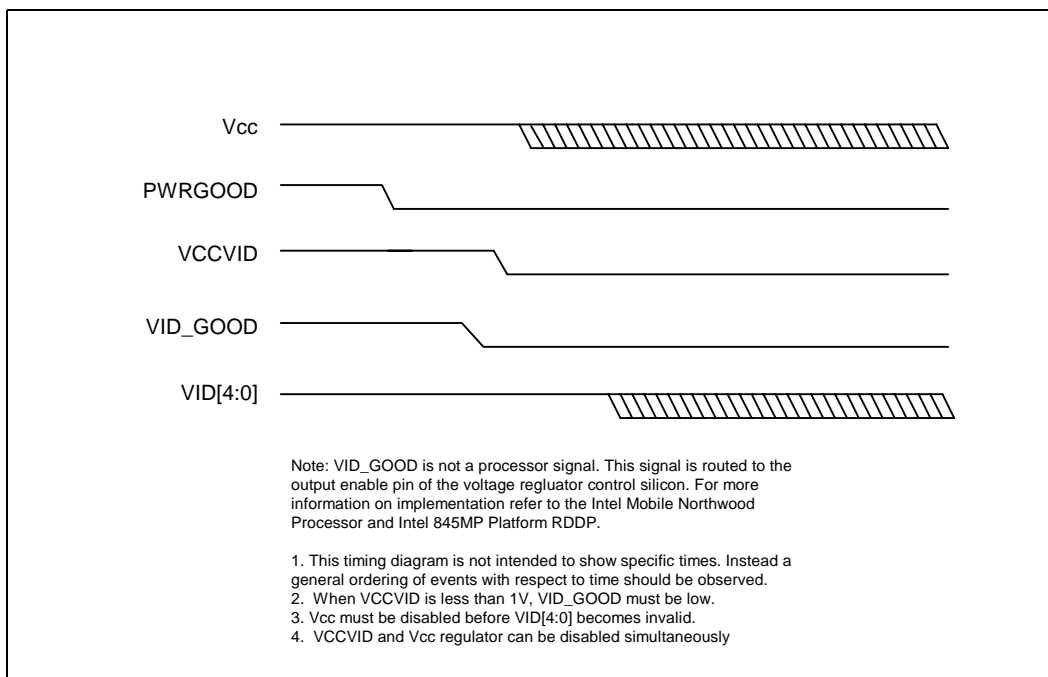 Vcc
PWRGOOD
VCCVID
VID_GOOD
VID[4:0]
Note: VID_GOOD is not a processor signal. This signal is routed to the
output enable pin of the voltage regluator control silicon. For more
information on implementation refer to the Intel Mobile Northwood
Processor and Intel 845MP Platform RDDP.
1. This timing diagram is not intended to show specific times. Instead a
general ordering of events with respect to time should be observed.
2. When VCCVID is less than 1V, VID_GOOD must be low.
3. Vcc must be disabled before VID[4:0] becomes invalid.
4. VCCVID and Vcc regulator can be disabled simultaneously